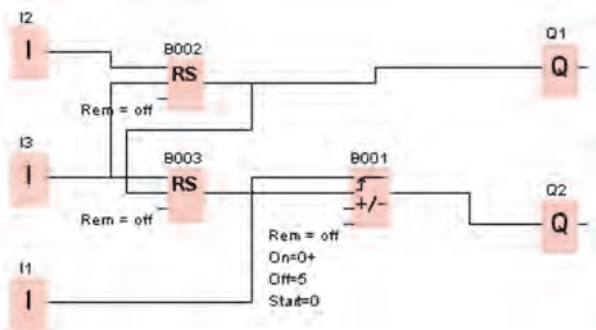 I2
I
B002
RS
Rem = off
Q1
Q
I3
I
B003
RS
Rem = off
B001
+/-
Rem = off
On=0+
Off=5
Start=0
Q2
Q
I1
I